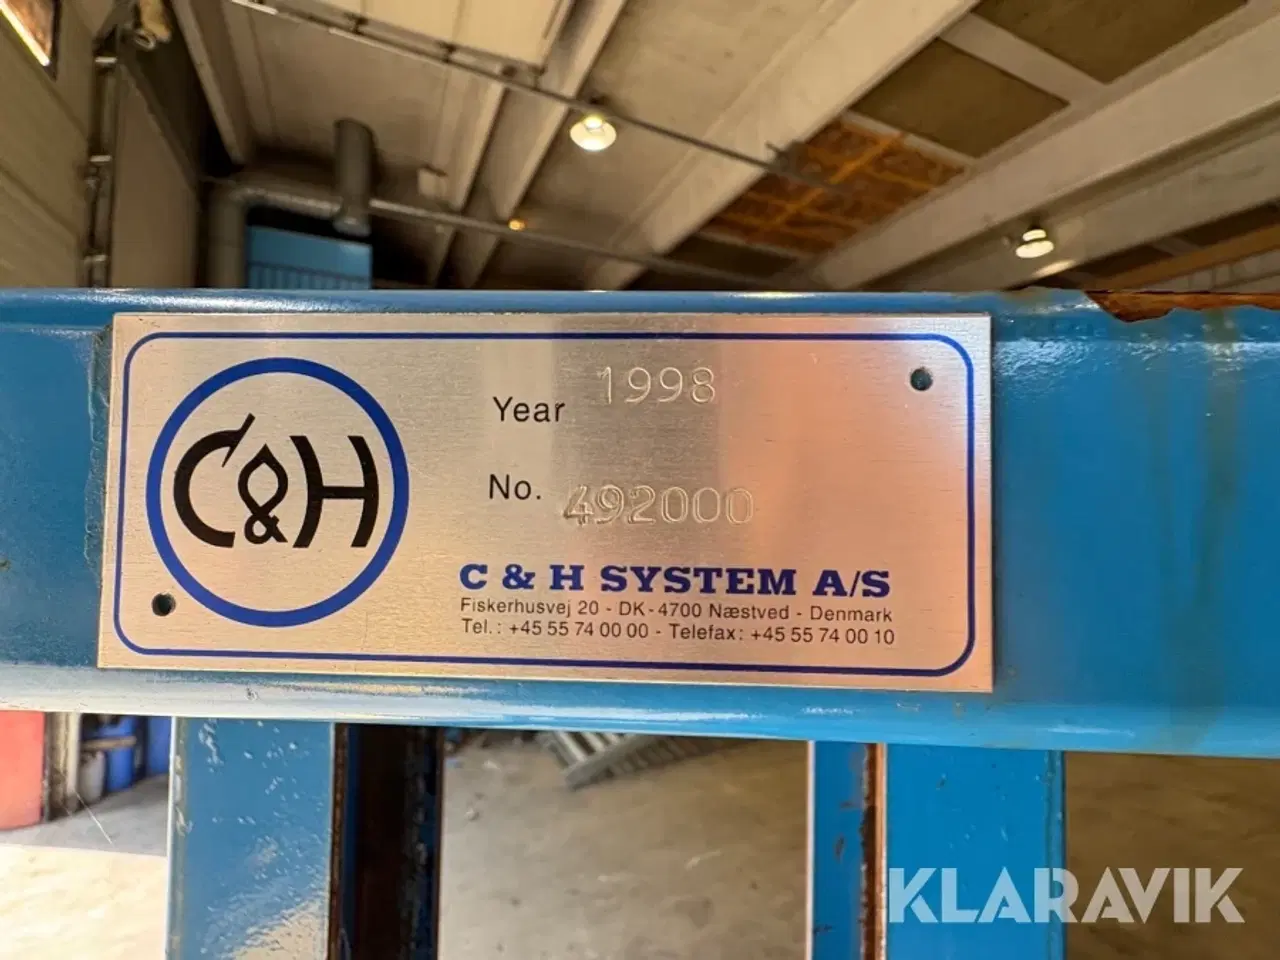 C&H
Year 1998
No. 492000
C & H SYSTEM A/S
Fiskerhusvej 20 - DK-4700 Næstved - Denmark
Tel.: +45 55 74 00 00 - Telefax: +45 55 74 00 10
KLARAVIK